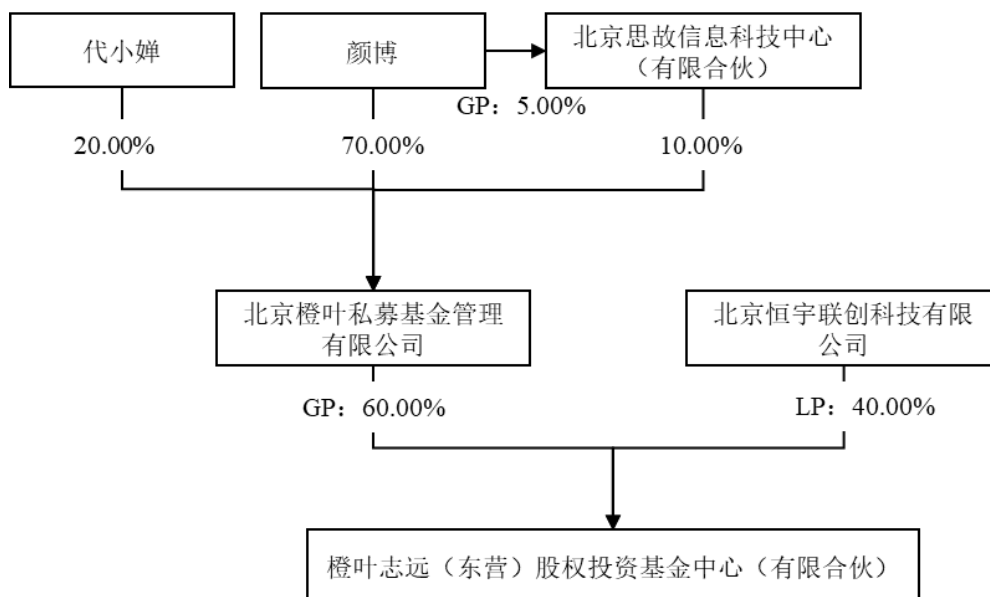 代小婵
颜博
北京思故信息科技中心
（有限合伙）
GP：5.00%
20.00%
70.00%
10.00%
北京橙叶私募基金管理
有限公司
北京恒宇联创科技有限
公司
GP：60.00%
LP：40.00%
橙叶志远（东营）股权投资基金中心（有限合伙）